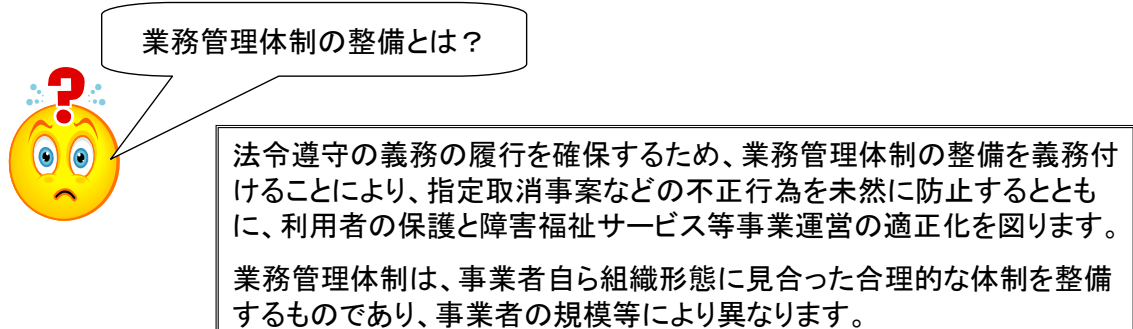 業務管理体制の整備とは？
?
法令遵守の義務の履行を確保するため、業務管理体制の整備を義務付
けることにより、指定取消事案などの不正行為を未然に防止するととも
に、利用者の保護と障害福祉サービス等事業運営の適正化を図ります。
業務管理体制は、事業者自ら組織形態に見合った合理的な体制を整備
するものであり、事業者の規模等により異なります。